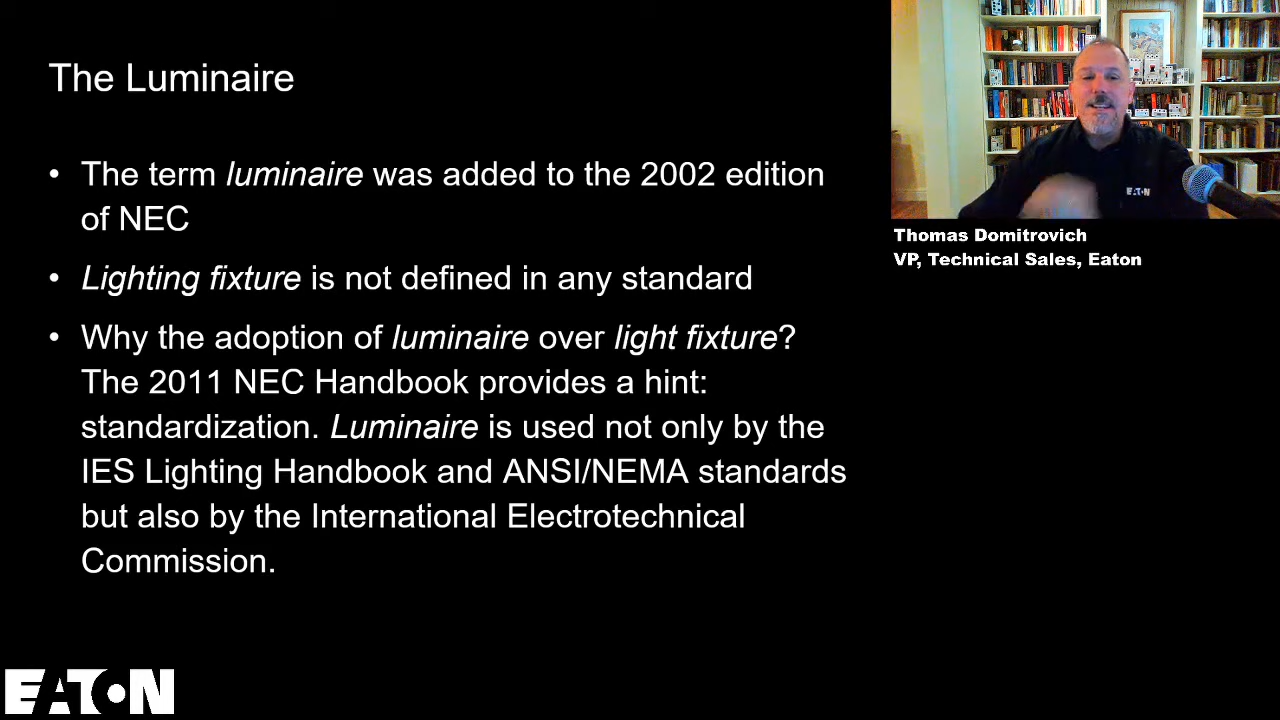 The Luminaire
• The term luminaire was added to the 2002 edition
of NEC
• Lighting fixture is not defined in any standard
• Why the adoption of luminaire over light fixture?
The 2011 NEC Handbook provides a hint:
standardization. Luminaire is used not only by the
IES Lighting Handbook and ANSI/NEMA standards
but also by the International Electrotechnical
Commission.
EATON
Thomas Domitrovich
VP, Technical Sales, Eaton
EATON